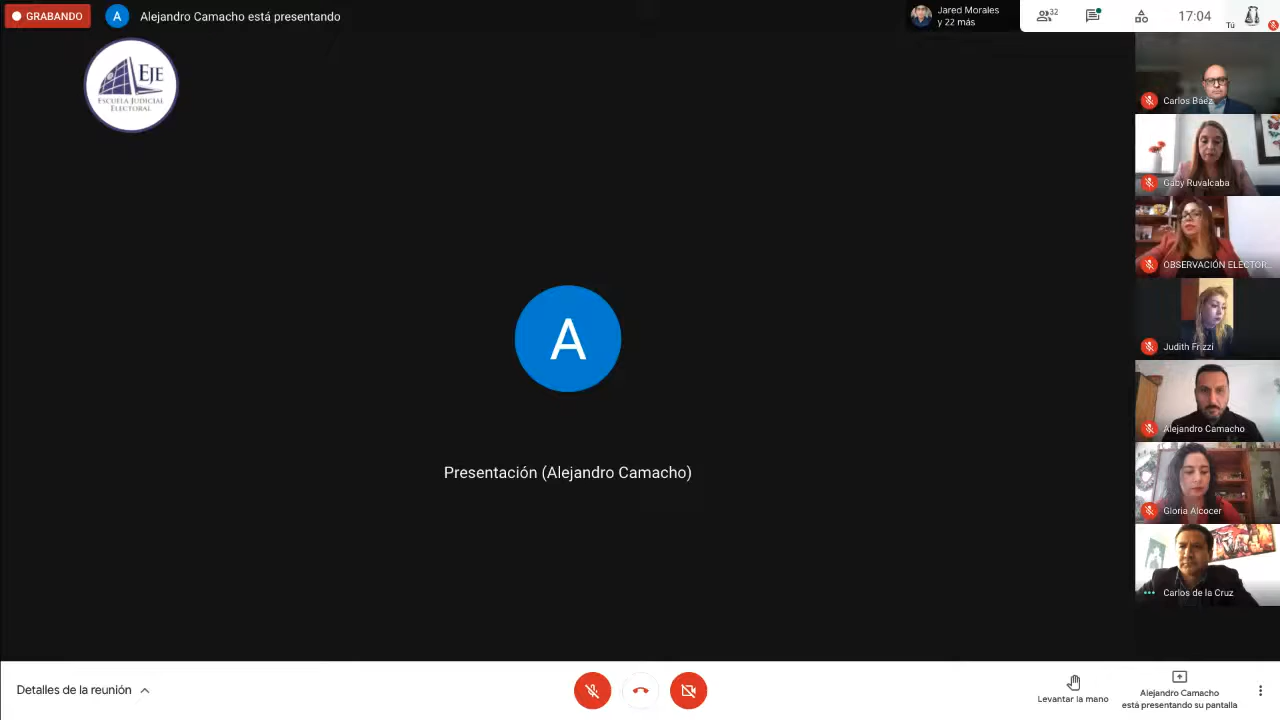 GRABANDO
A
Alejandro Camacho está presentando
Jared Morales
y 22 más
32
17:04
Tú
EJE
ESCUELA JUDICIAL
ELECTORAL
Carlos Báez
Gaby Ruvalcaba
OBSERVACIÓN ELECTOR...
Judith Frizzi
Alejandro Camacho
Gloria Alcocer
Carlos de la Cruz
A
Presentación (Alejandro Camacho)
Detalles de la reunión
Levantar la mano
Alejandro Camacho
está presentando su pantalla